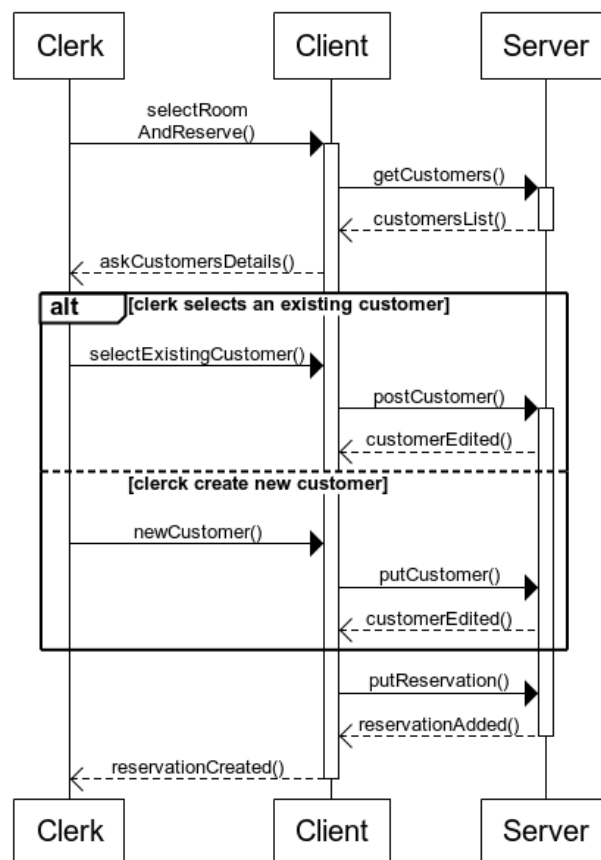 Clerk
Client
Server
selectRoom
AndReserve()
getCustomers()
customersList()
askCustomersDetails()
alt
[clerk selects an existing customer]
selectExistingCustomer()
postCustomer()
customerEdited()
[clerck create new customer]
newCustomer()
putCustomer()
customerEdited()
putReservation()
reservationAdded()
reservationCreated()
Clerk
Client
Server